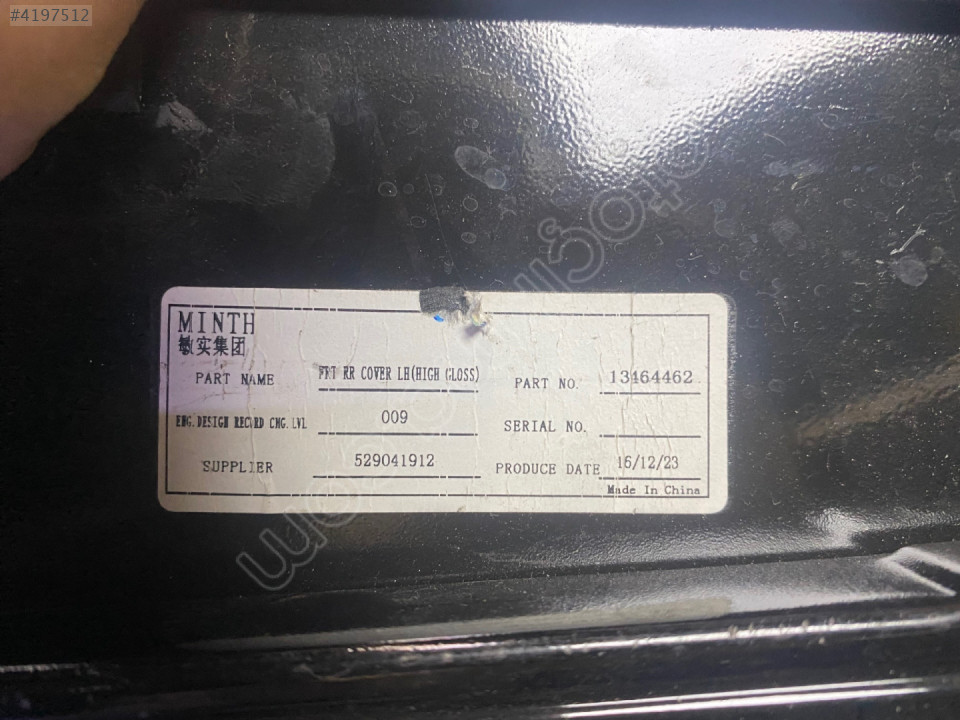 #4197512
MINTH
敏实集团
PART NAME FRT RR COVER LH(HIGH GLOSS) PART NO. 13464462
ENG.DESIGN RECORD CNG.LVL 009 SERIAL NO.
SUPPLIER 529041912 PRODUCE DATE 15/12/23
Made In China